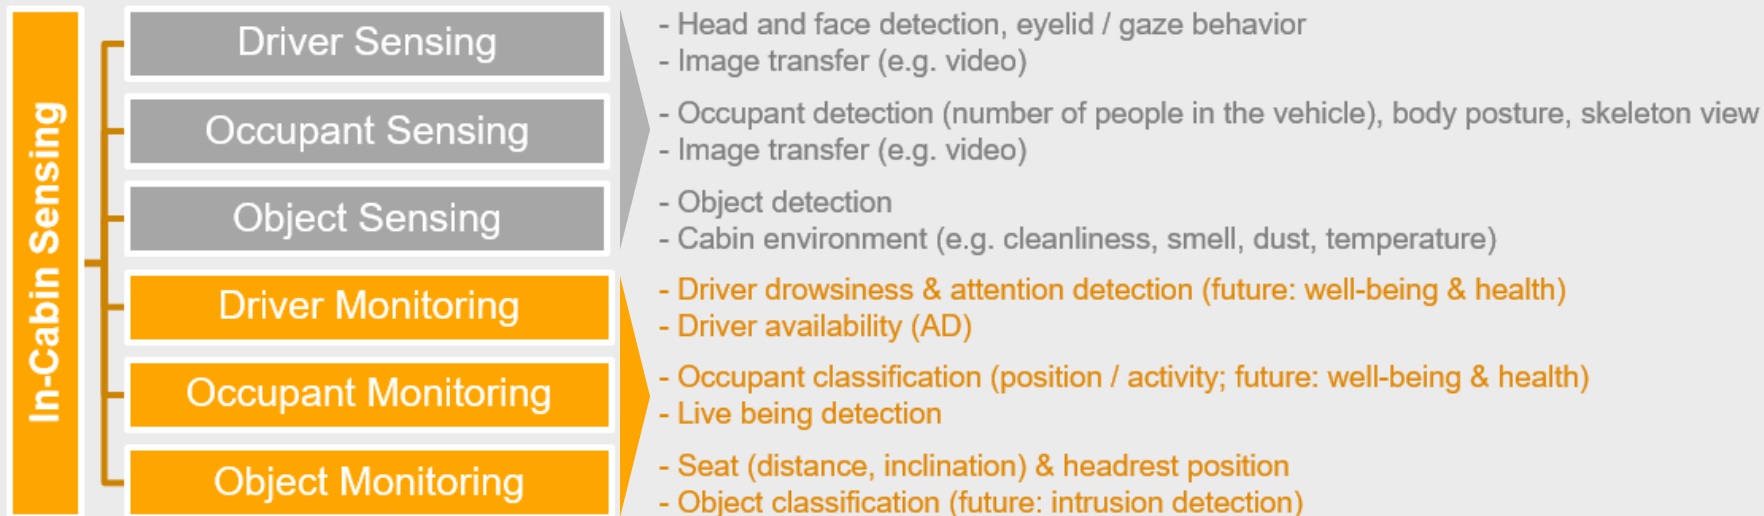 In-Cabin Sensing
Driver Sensing
- Head and face detection, eyelid / gaze behavior
- Image transfer (e.g. video)
Occupant Sensing
- Occupant detection (number of people in the vehicle), body posture, skeleton view
- Image transfer (e.g. video)
Object Sensing
- Object detection
- Cabin environment (e.g. cleanliness, smell, dust, temperature)
Driver Monitoring
- Driver drowsiness & attention detection (future: well-being & health)
- Driver availability (AD)
Occupant Monitoring
- Occupant classification (position / activity; future: well-being & health)
- Live being detection
Object Monitoring
- Seat (distance, inclination) & headrest position
- Object classification (future: intrusion detection)